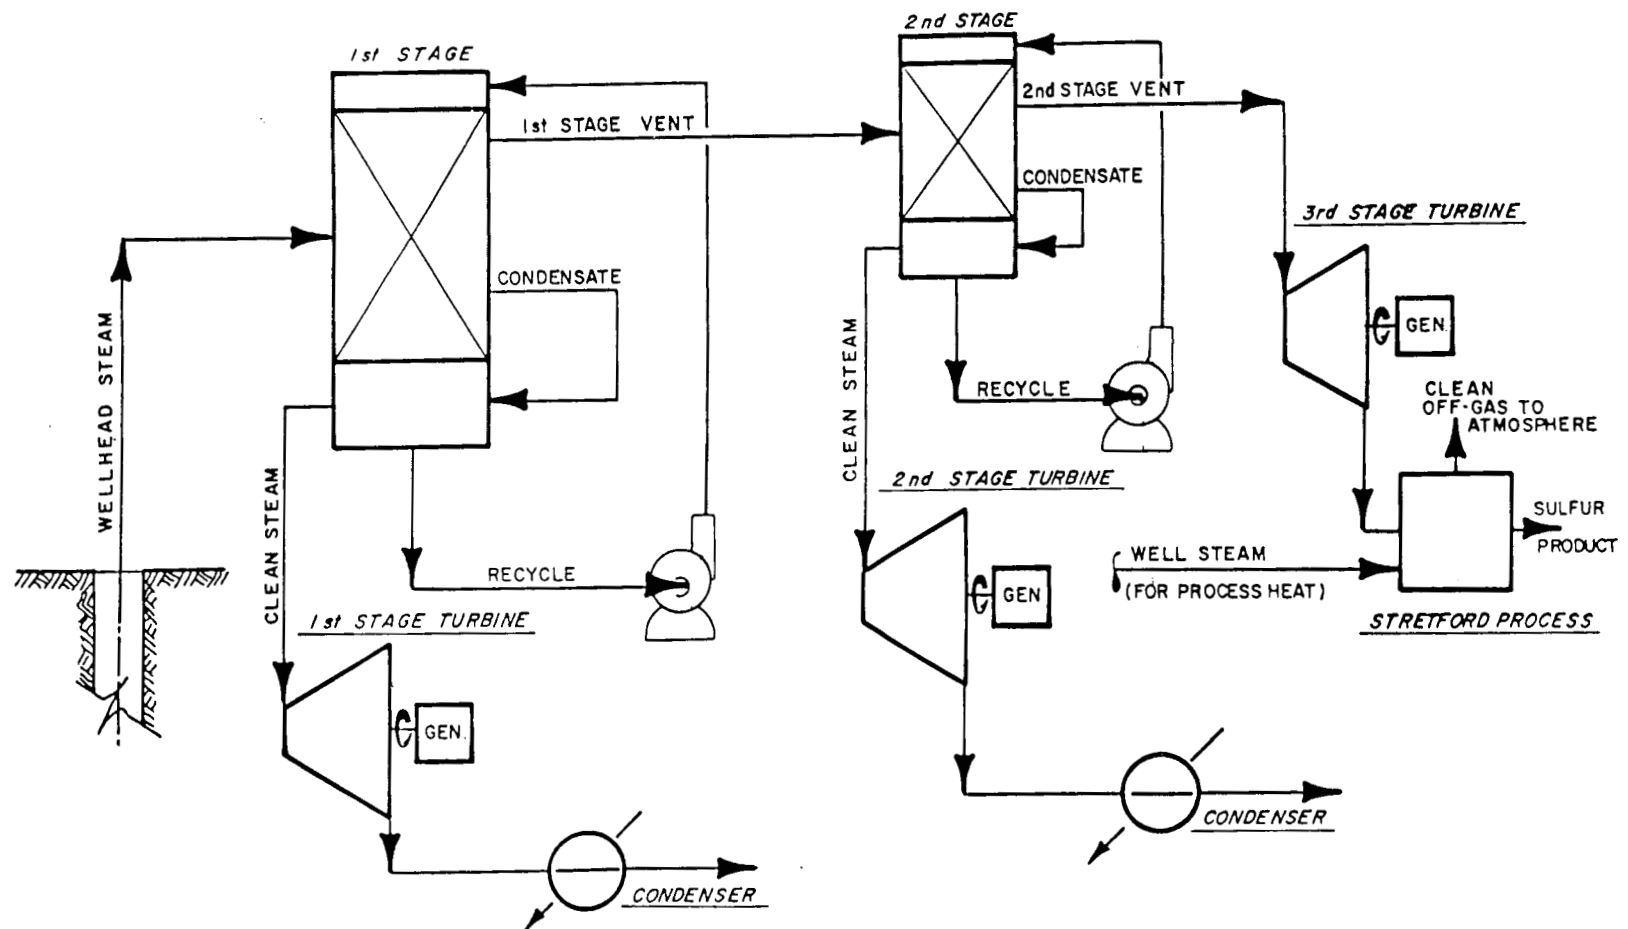 1st STAGE
2nd STAGE
1st STAGE VENT
2nd STAGE VENT
CONDENSATE
3rd STAGE TURBINE
CONDENSATE
WELLHEAD STEAM
CLEAN STEAM
GEN.
RECYCLE
CLEAN
OFF-GAS TO
ATMOSPHERE
CLEAN STEAM
2nd STAGE TURBINE
SULFUR
PRODUCT
WELL STEAM
(FOR PROCESS HEAT)
RECYCLE
GEN
1st STAGE TURBINE
STRETFORD PROCESS
GEN.
CONDENSER
CONDENSER